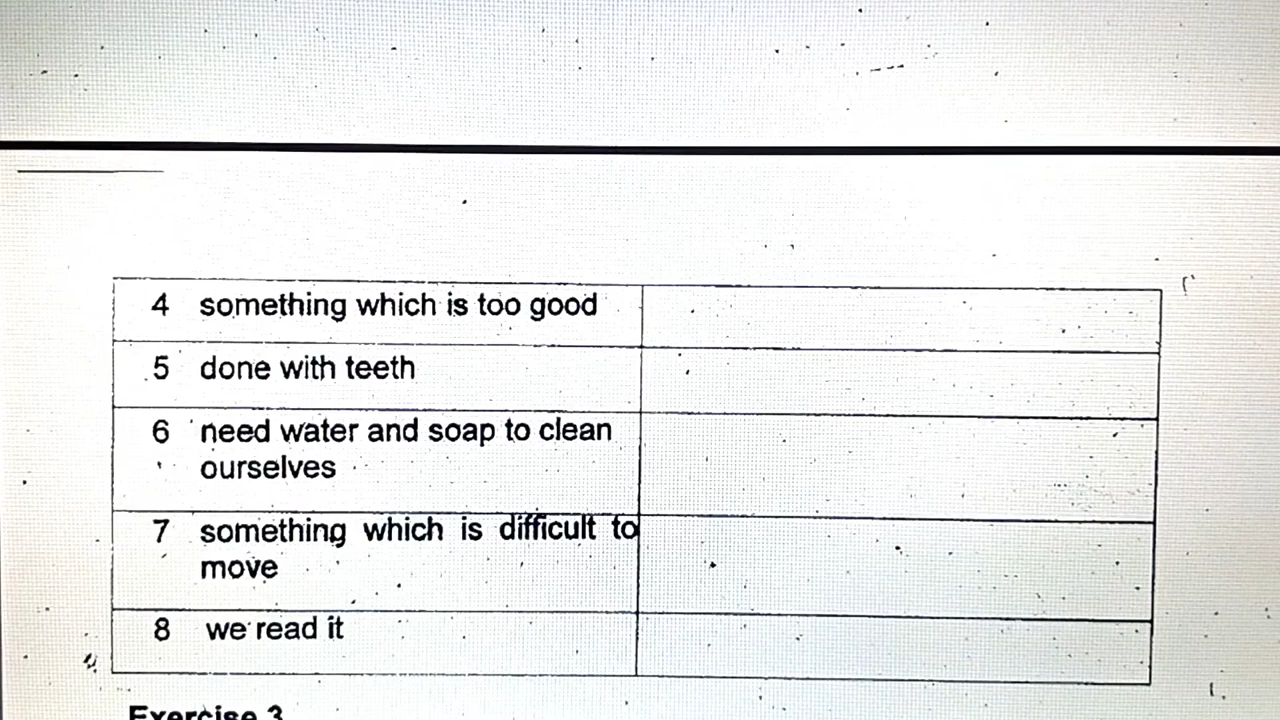 4 something which is too good
5 done with teeth
6 need water and soap to clean
ourselves
7 something which is difficult to
move
8 we read it
Exercise 3